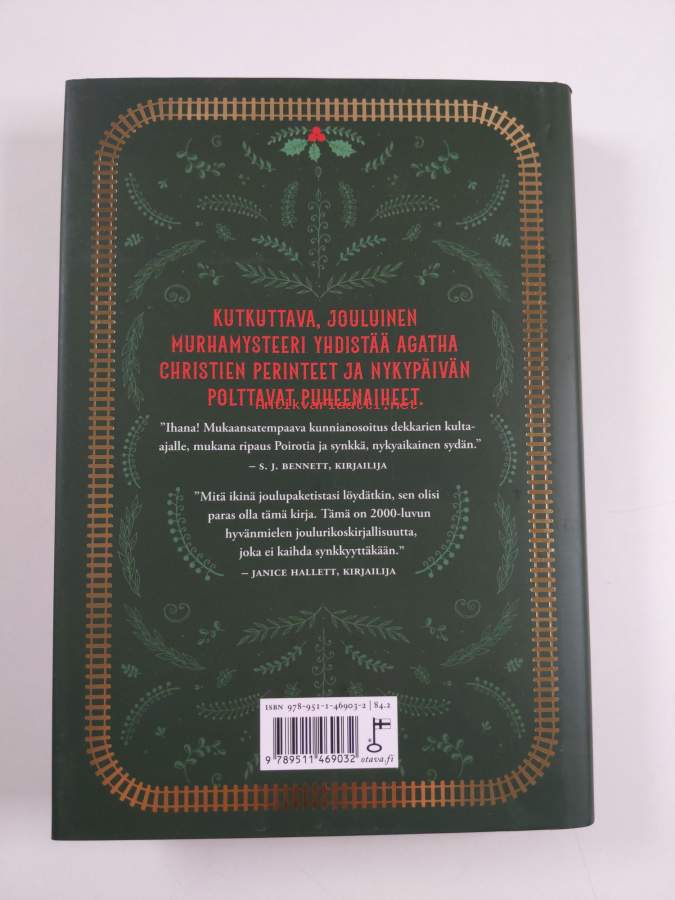 KUTKUTTAVA, JOULUINEN
MURHAMYSTEERI YHDISTÄÄ AGATHA
CHRISTIEN PERINTEET JA NYKYPÄIVÄN
POLTTAVAT PUHEENAIHEET.
Antikvariaatti.net
”Ihana! Mukaansatempaava kunnianosoitus dekkarien kulta-
ajalle, mukana ripaus Poirotia ja synkkä, nykyaikainen sydän.”
– S. J. BENNETT, KIRJAILIJA
”Mitä ikinä joulupaketistasi löydätkin, sen olisi
paras olla tämä kirja. Tämä on 2000-luvun
hyvänmielen joulurikoskirjallisuutta,
joka ei kaihda synkkyyttäkään.”
– JANICE HALLETT, KIRJAILIJA
ISBN 978-951-1-46903-2 84.2
9 789511 469032
otava.fi